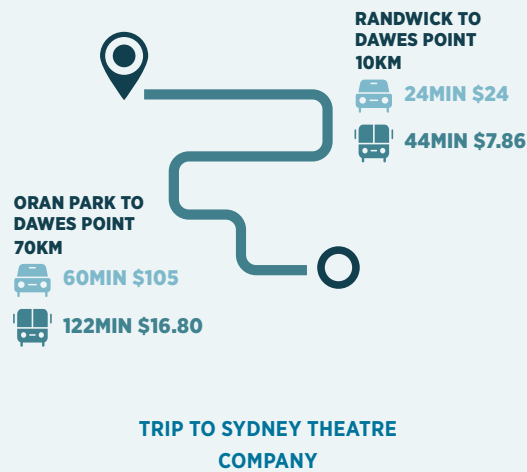 RANDWICK TO
DAWES POINT
10KM
24MIN $24
44MIN $7.86
ORAN PARK TO
DAWES POINT
70KM
60MIN $105
122MIN $16.80
TRIP TO SYDNEY THEATRE
COMPANY